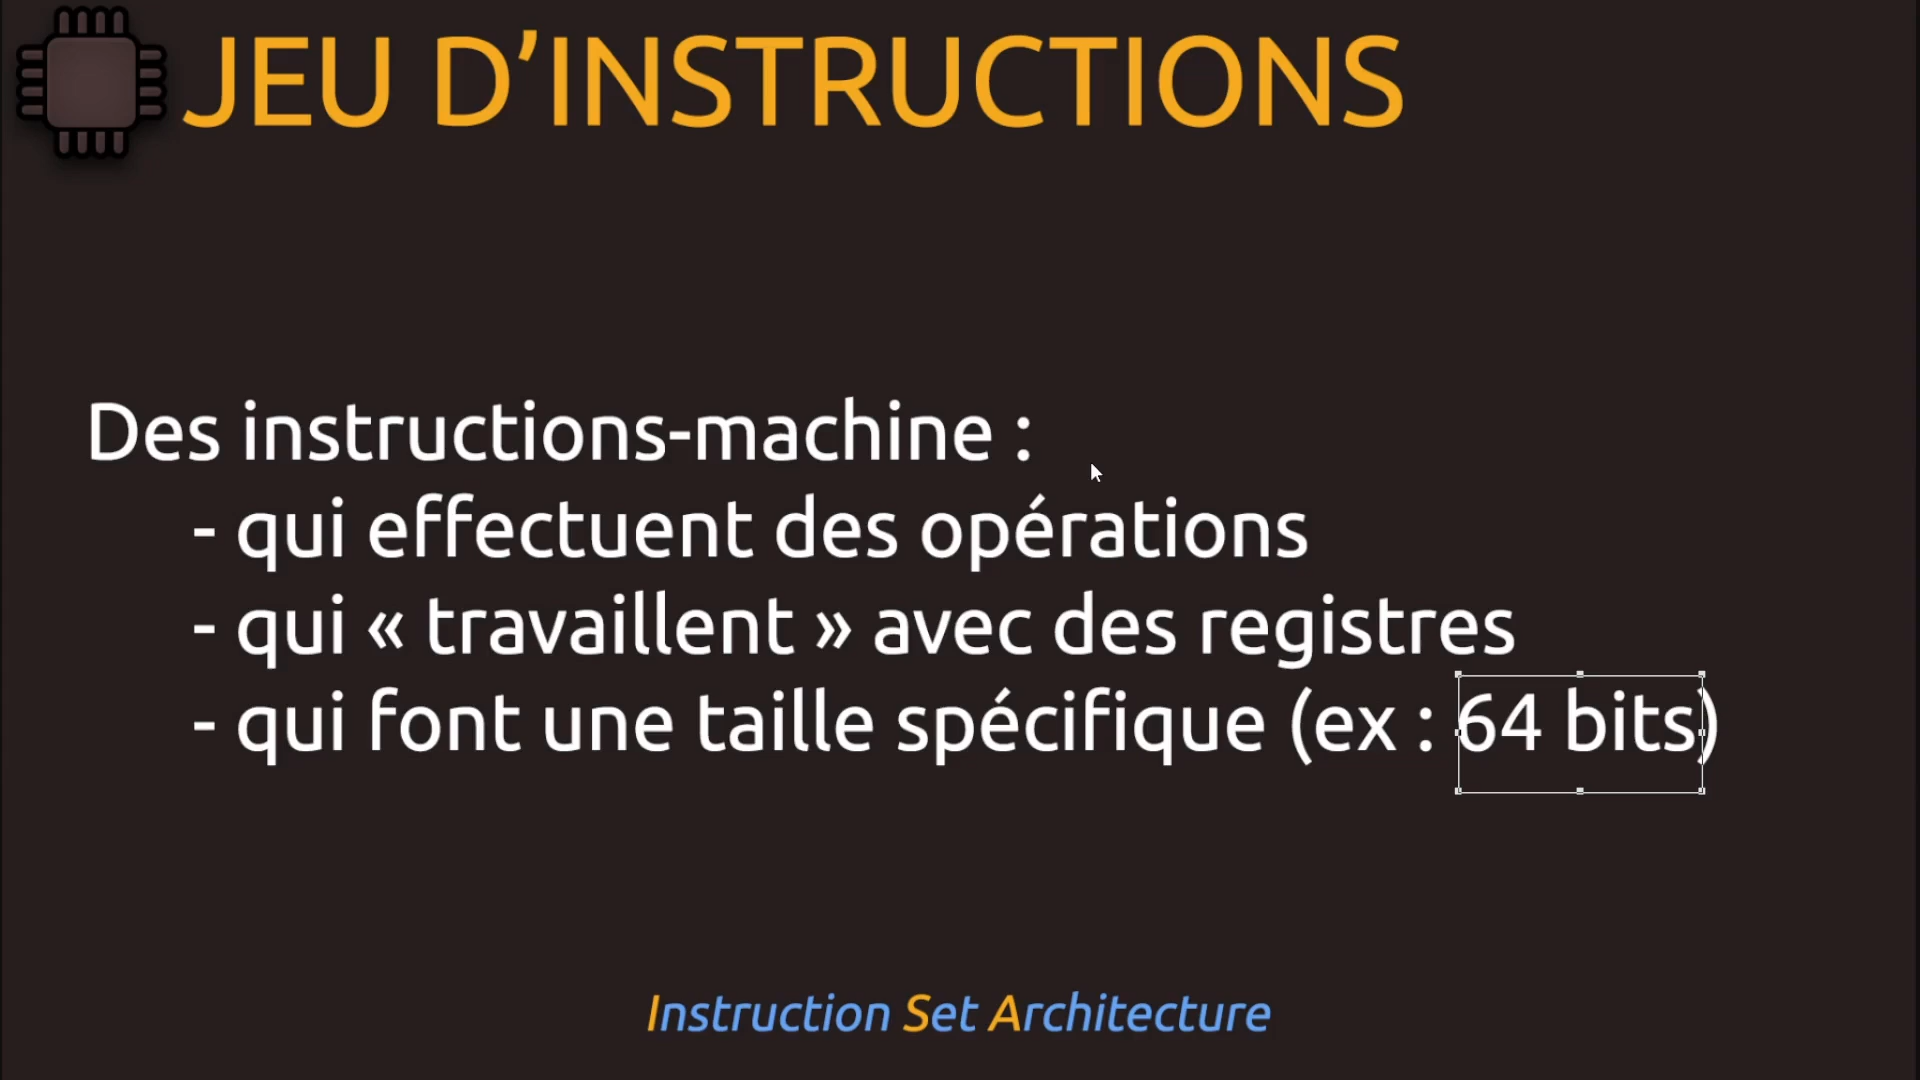 JEU D’INSTRUCTIONS
Des instructions-machine :
- qui effectuent des opérations
- qui « travaillent » avec des registres
- qui font une taille spécifique (ex : 64 bits)
Instruction Set Architecture